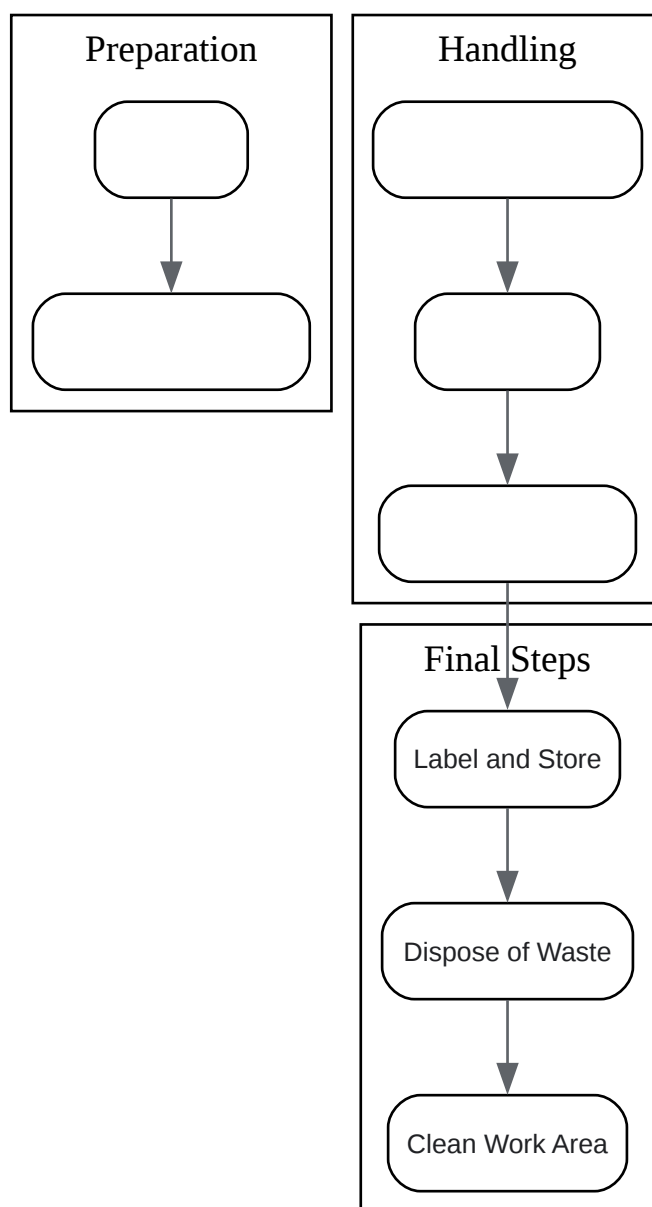 Preparation
Handling
Final Steps
Label and Store
Dispose of Waste
Clean Work Area